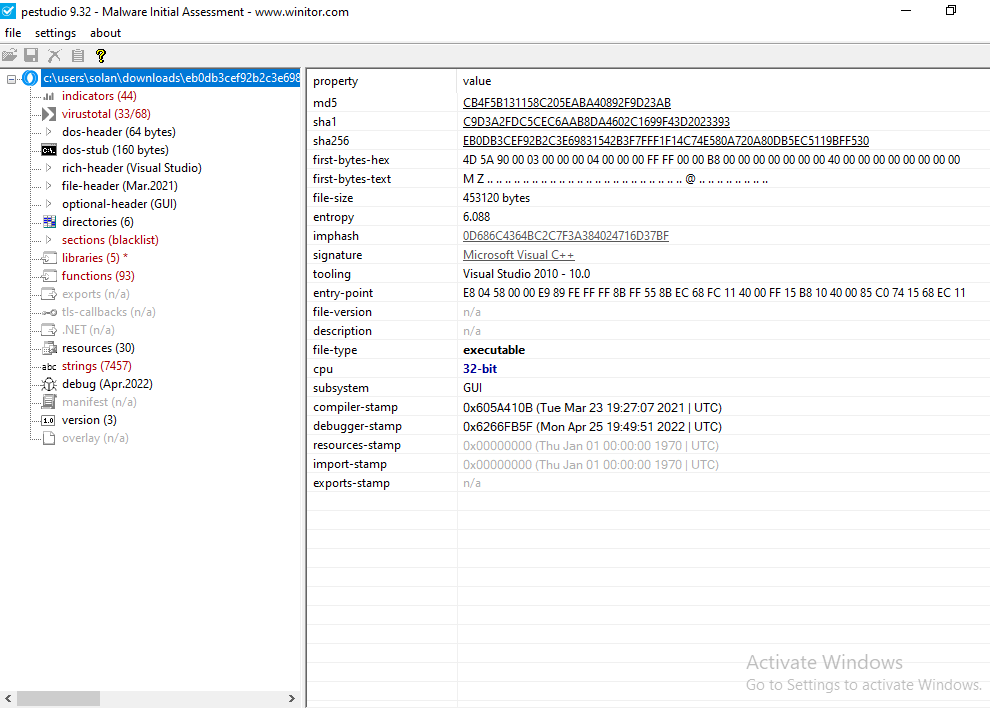 pestudio 9.32 - Malware Initial Assessment - www.winitor.com
file settings about
c:\users\solan\downloads\eb0db3cef92b2c3e698
indicators (44)
virustotal (33/68)
dos-header (64 bytes)
dos-stub (160 bytes)
rich-header (Visual Studio)
file-header (Mar.2021)
optional-header (GUI)
directories (6)
sections (blacklist)
libraries (5) *
functions (93)
exports (n/a)
tls-callbacks (n/a)
.NET (n/a)
resources (30)
abc strings (7457)
debug (Apr.2022)
manifest (n/a)
1.0 version (3)
overlay (n/a)
property value
md5 CB4F5B131158C205EABA40892F9D23AB
sha1 C9D3A2FDC5CEC6AAB8DA4602C1699F43D2023393
sha256 EB0DB3CEF92B2C3E69831542B3F7FFF1F14C74E580A720A80DB5EC5119BFF530
first-bytes-hex 4D 5A 90 00 03 00 00 00 04 00 00 00 FF FF 00 00 B8 00 00 00 00 00 00 00 40 00 00 00 00 00 00 00
first-bytes-text M Z .. .. .. .. .. .. .. .. .. .. .. .. .. .. .. .. .. .. .. .. .. .. @ .. .. .. .. .. .. ..
file-size 453120 bytes
entropy 6.088
imphash 0D686C4364BC2C7F3A384024716D37BF
signature Microsoft Visual C++
tooling Visual Studio 2010 - 10.0
entry-point E8 04 58 00 00 E9 89 FE FF FF 8B FF 55 8B EC 68 FC 11 40 00 FF 15 B8 10 40 00 85 C0 74 15 68 EC 11
file-version n/a
description n/a
file-type executable
cpu 32-bit
subsystem GUI
compiler-stamp 0x605A410B (Tue Mar 23 19:27:07 2021 | UTC)
debugger-stamp 0x6266FB5F (Mon Apr 25 19:49:51 2022 | UTC)
resources-stamp 0x00000000 (Thu Jan 01 00:00:00 1970 | UTC)
import-stamp 0x00000000 (Thu Jan 01 00:00:00 1970 | UTC)
exports-stamp n/a
Activate Windows
Go to Settings to activate Windows.